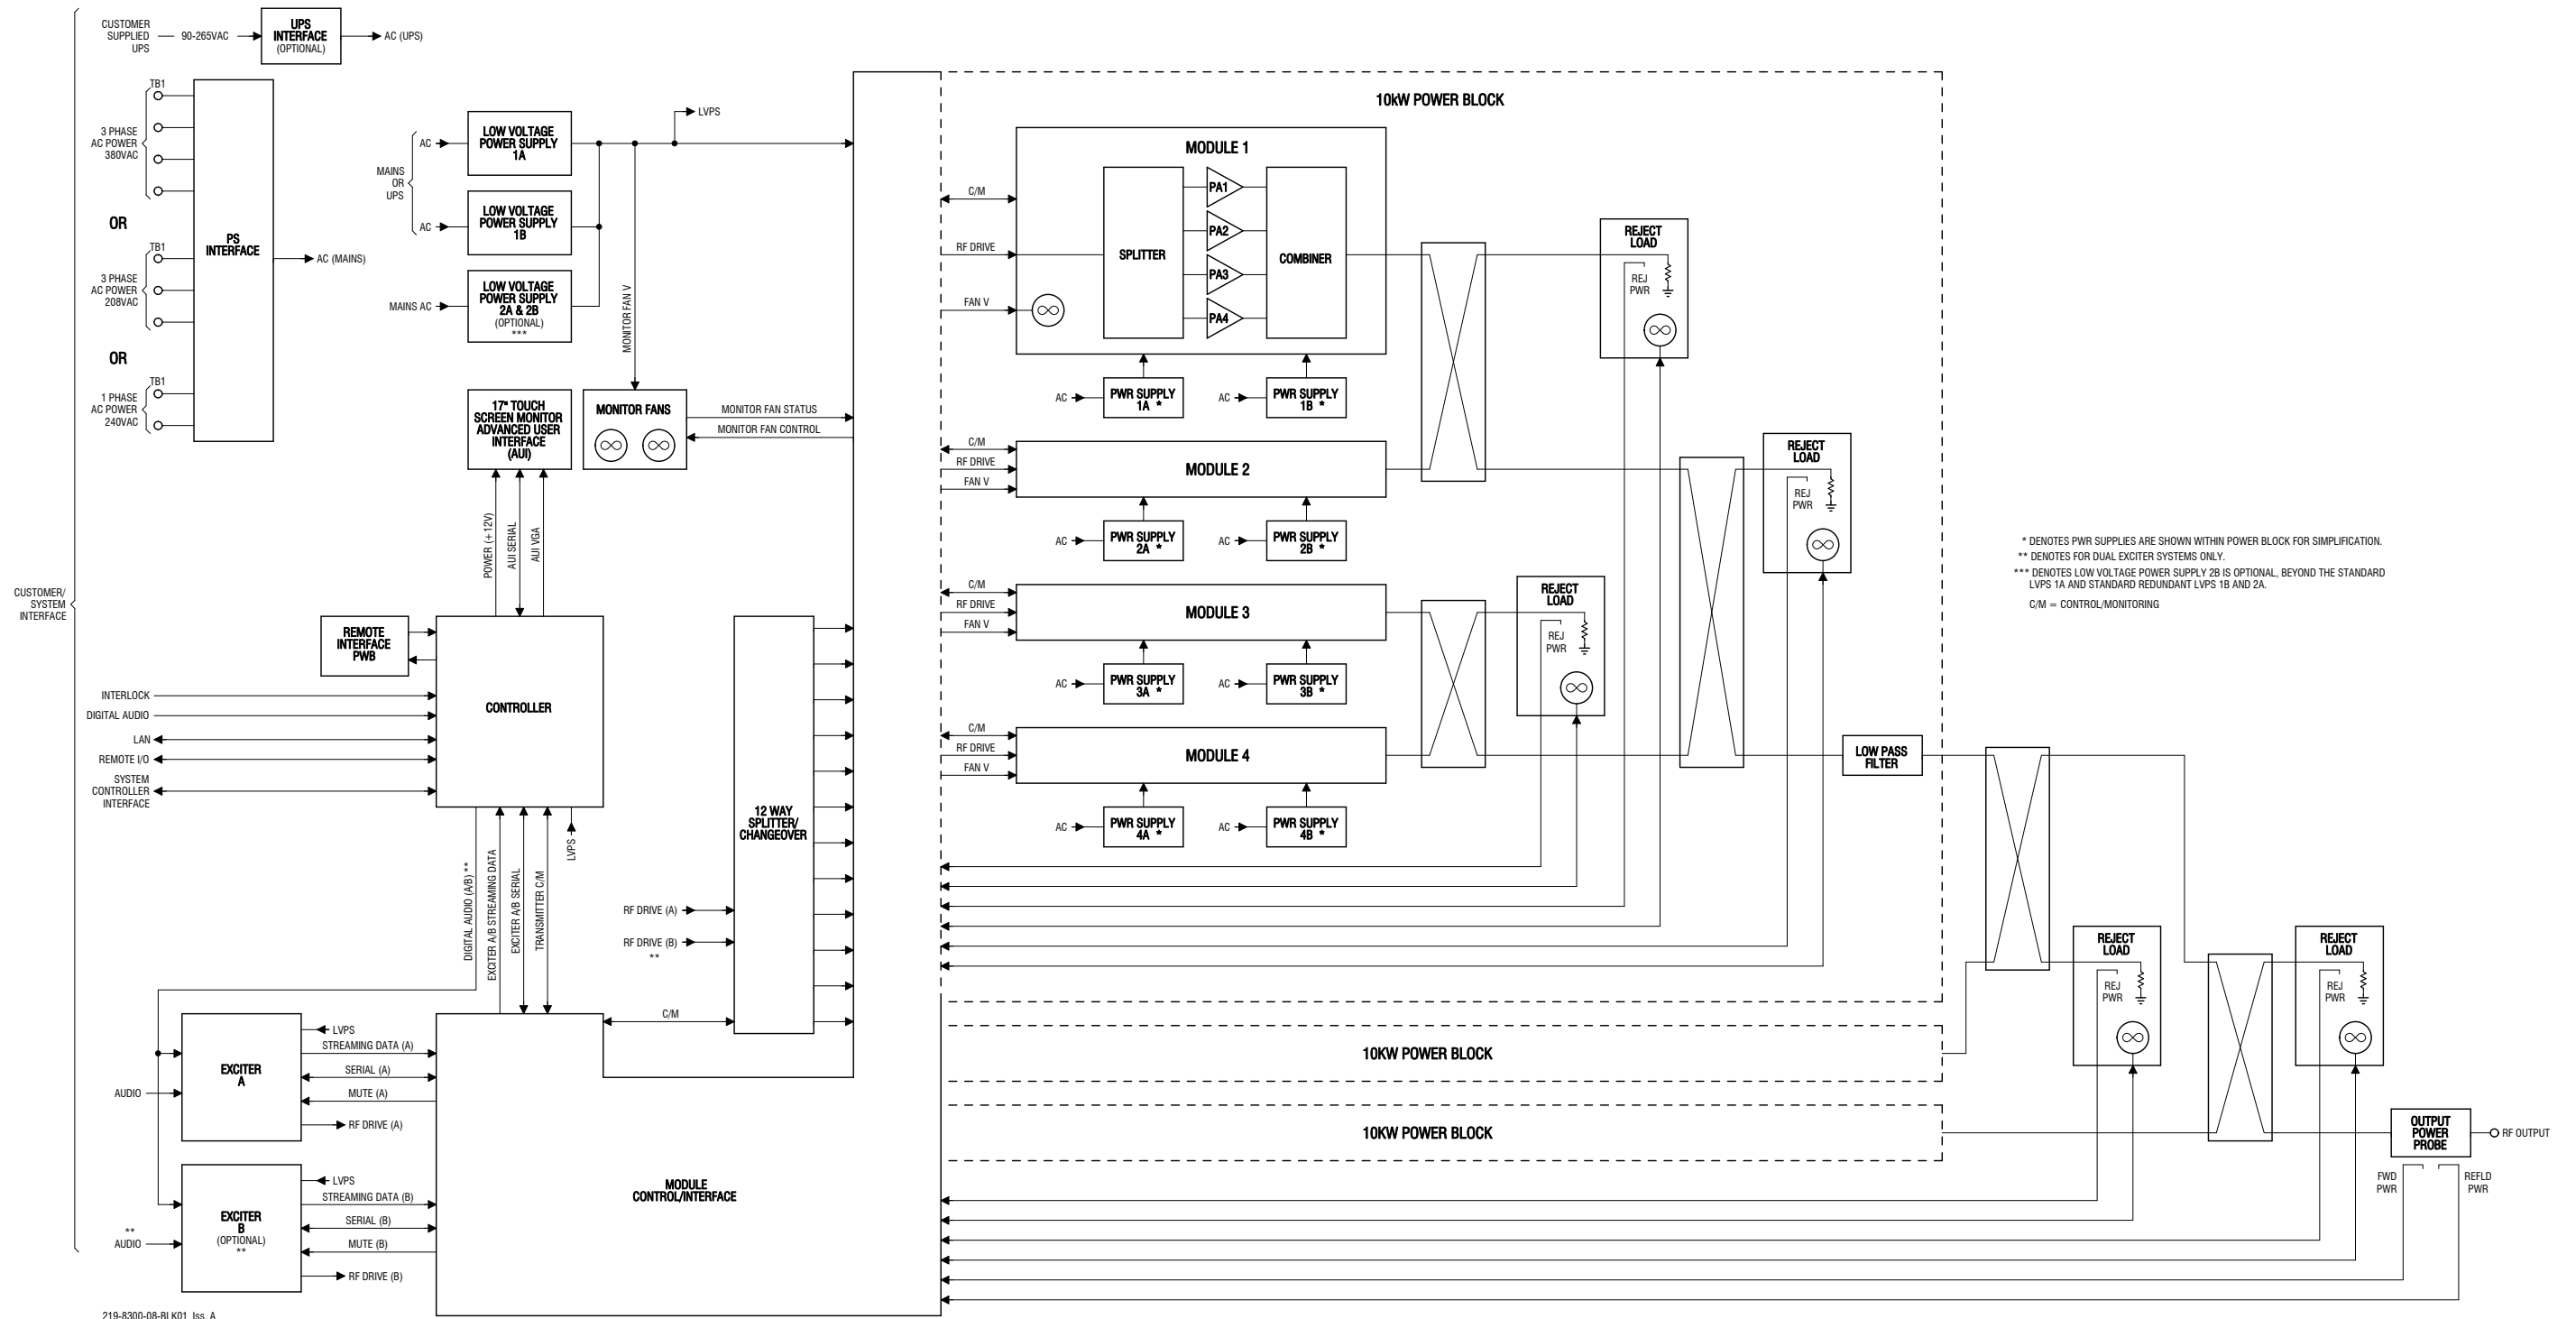 CUSTOMER
SUPPLIED
UPS
90-265VAC
UPS
INTERFACE
(OPTIONAL)
AC (UPS)
TB1
3 PHASE
AC POWER
380VAC
OR
TB1
3 PHASE
AC POWER
208VAC
OR
TB1
1 PHASE
AC POWER
240VAC
PS
INTERFACE
AC (MAINS)
MAINS
OR
UPS
AC
LOW VOLTAGE
POWER SUPPLY
1A
AC
LOW VOLTAGE
POWER SUPPLY
1B
MAINS AC
LOW VOLTAGE
POWER SUPPLY
2A & 2B
(OPTIONAL)
***
LVPS
MONITOR FAN V
17" TOUCH
SCREEN MONITOR
ADVANCED USER
INTERFACE
(AUI)
MONITOR FANS
MONITOR FAN STATUS
MONITOR FAN CONTROL
POWER (+12V)
AUI SERIAL
AUI VGA
CUSTOMER/
SYSTEM
INTERFACE
REMOTE
INTERFACE
PWB
CONTROLLER
INTERLOCK
DIGITAL AUDIO
LAN
REMOTE I/O
SYSTEM
CONTROLLER
INTERFACE
DIGITAL AUDIO (A/B) **
EXCITER A/B STREAMING DATA
EXCITER A/B SERIAL
TRANSMITTER C/M
LVPS
12 WAY
SPLITTER/
CHANGEOVER
RF DRIVE (A)
RF DRIVE (B)
**
C/M
EXCITER
A
LVPS
STREAMING DATA (A)
SERIAL (A)
MUTE (A)
RF DRIVE (A)
AUDIO
EXCITER
B
(OPTIONAL)
**
LVPS
STREAMING DATA (B)
SERIAL (B)
MUTE (B)
RF DRIVE (B)
**
AUDIO
MODULE
CONTROL/INTERFACE
219-8300-08-BLK01 Iss. A
10kW POWER BLOCK
MODULE 1
C/M
RF DRIVE
FAN V
SPLITTER
PA1
PA2
PA3
PA4
COMBINER
AC
PWR SUPPLY
1A *
AC
PWR SUPPLY
1B *
C/M
RF DRIVE
FAN V
MODULE 2
AC
PWR SUPPLY
2A *
AC
PWR SUPPLY
2B *
C/M
RF DRIVE
FAN V
MODULE 3
AC
PWR SUPPLY
3A *
AC
PWR SUPPLY
3B *
C/M
RF DRIVE
FAN V
MODULE 4
AC
PWR SUPPLY
4A *
AC
PWR SUPPLY
4B *
REJECT
LOAD
REJ
PWR
REJECT
LOAD
REJ
PWR
REJECT
LOAD
REJ
PWR
LOW PASS
FILTER
* DENOTES PWR SUPPLIES ARE SHOWN WITHIN POWER BLOCK FOR SIMPLIFICATION.
** DENOTES FOR DUAL EXCITER SYSTEMS ONLY.
*** DENOTES LOW VOLTAGE POWER SUPPLY 2B IS OPTIONAL, BEYOND THE STANDARD
LVPS 1A AND STANDARD REDUNDANT LVPS 1B AND 2A.
C/M = CONTROL/MONITORING
10KW POWER BLOCK
10KW POWER BLOCK
REJECT
LOAD
REJ
PWR
REJECT
LOAD
REJ
PWR
OUTPUT
POWER
PROBE
RF OUTPUT
FWD
PWR
REFLD
PWR